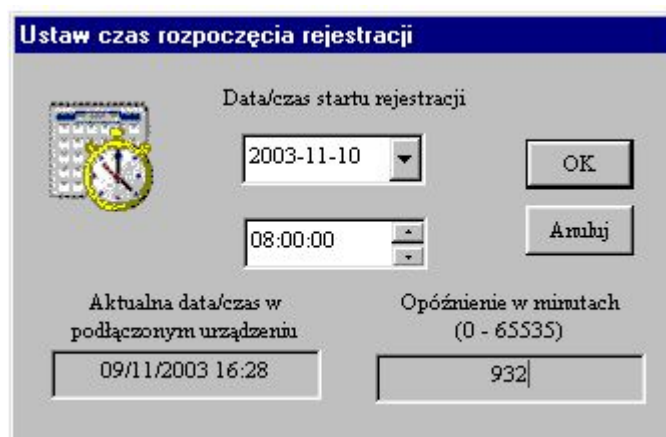 Ustaw czas rozpoczęcia rejestracji
Data/czas startu rejestracji
2003-11-10
OK
08:00:00
Anuluj
Aktualna data/czas w
podłączonym urządzeniu
09/11/2003 16:28
Opóźnienie w minutach
(0 - 65535)
932